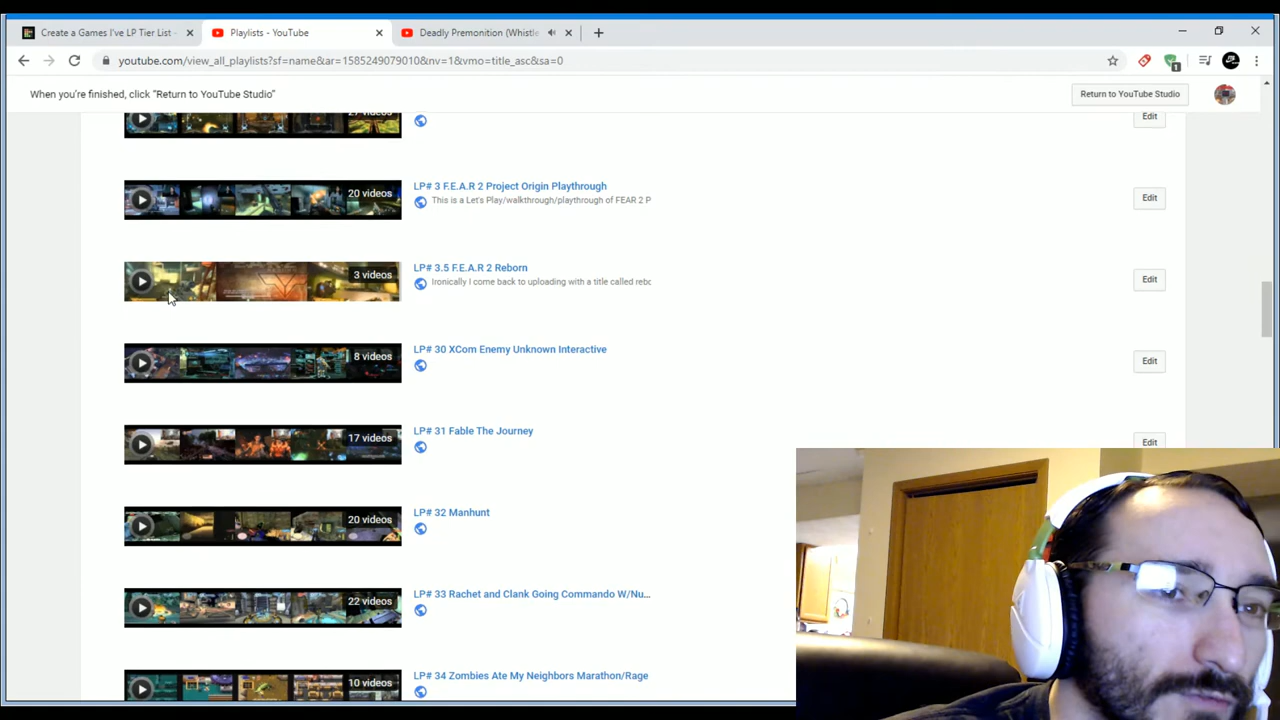 Create a Games I've LP Tier List -
Playlists - YouTube
Deadly Premonition (Whistle
youtube.com/view_all_playlists?sf=name&ar=1585249079010&nv=1&vmo=title_asc&sa=0
1
When you're finished, click "Return to YouTube Studio"
Return to YouTube Studio
27 videos
Edit
20 videos
LP# 3 F.E.A.R 2 Project Origin Playthrough
This is a Let's Play/walkthrough/playthrough of FEAR 2 P
Edit
3 videos
LP# 3.5 F.E.A.R 2 Reborn
Ironically I come back to uploading with a title called rebo
Edit
8 videos
LP# 30 XCom Enemy Unknown Interactive
Edit
17 videos
LP# 31 Fable The Journey
Edit
20 videos
LP# 32 Manhunt
22 videos
LP# 33 Rachet and Clank Going Commando W/Nu...
10 videos
LP# 34 Zombies Ate My Neighbors Marathon/Rage